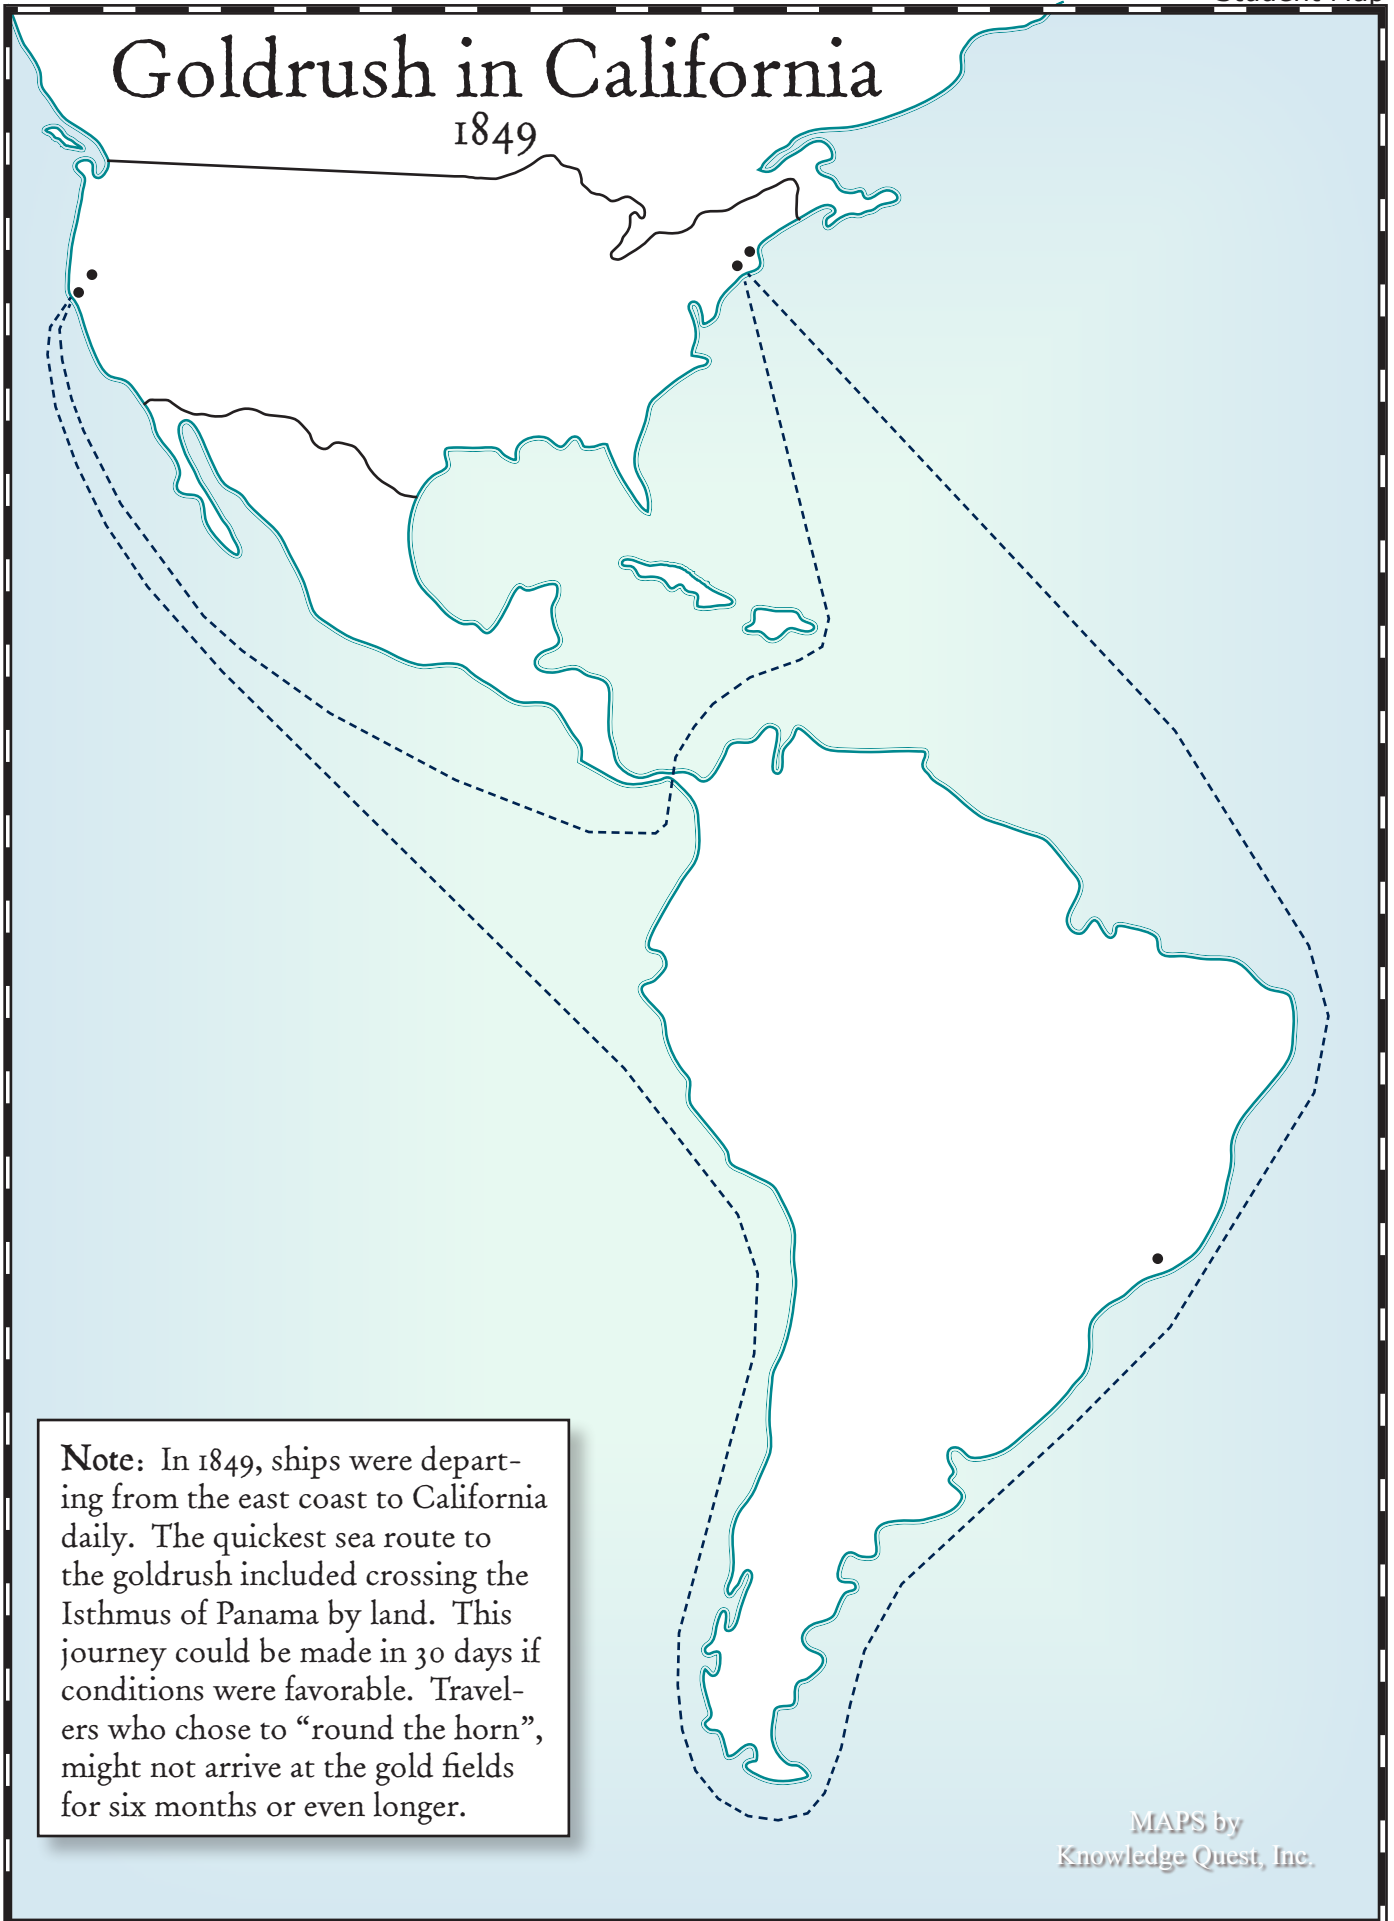 Goldrush in California
1849
Note: In 1849, ships were depart-
ing from the east coast to California
daily. The quickest sea route to
the goldrush included crossing the
Isthmus of Panama by land. This
journey could be made in 30 days if
conditions were favorable. Travel-
ers who chose to “round the horn”,
might not arrive at the gold fields
for six months or even longer.
MAPS by
Knowledge Quest, Inc.